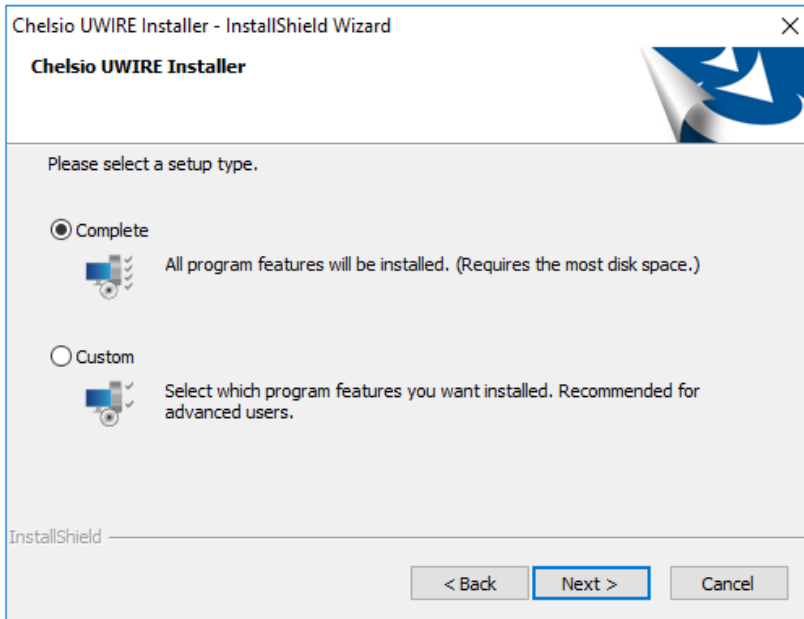 Chelsio UWIRE Installer - InstallShield Wizard
Chelsio UWIRE Installer
Please select a setup type.
Complete
All program features will be installed. (Requires the most disk space.)
Custom
Select which program features you want installed. Recommended for
advanced users.
InstallShield
< Back Next > Cancel